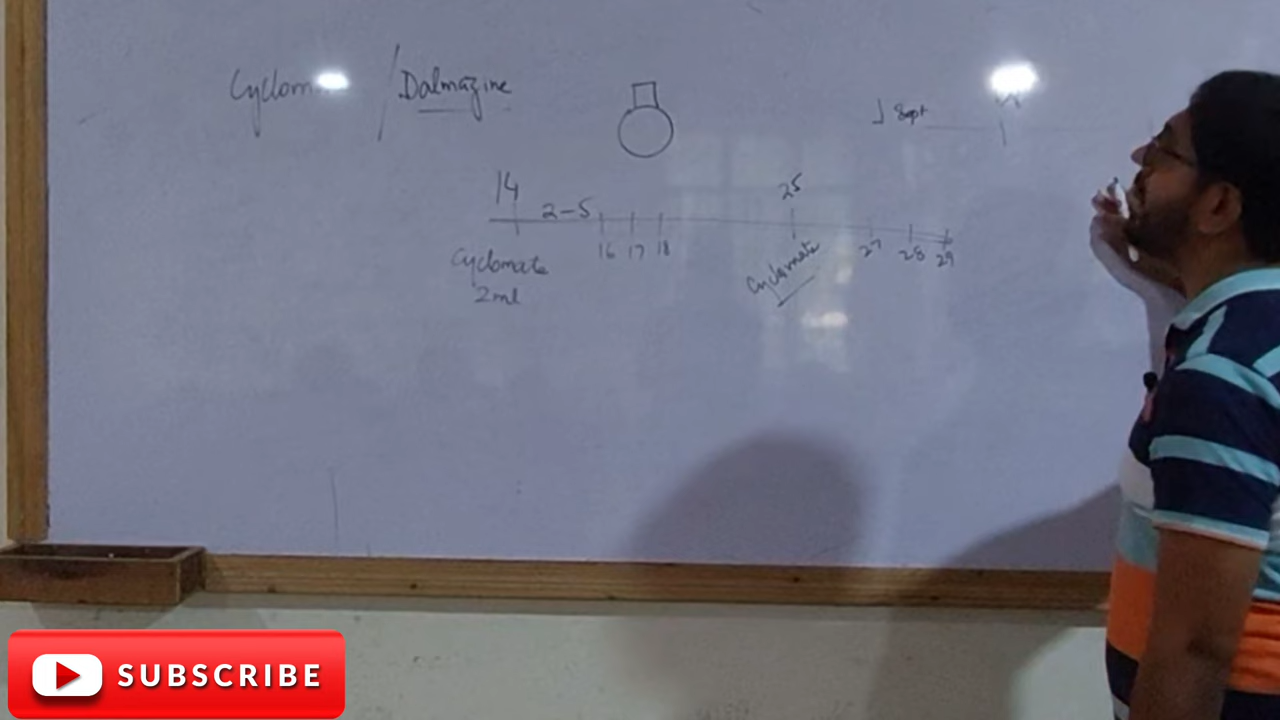 / Dalmazine
Sept
14
25
2-5
16 17 18
27 28 29
Cyclomate
2ml
Cyclomate
SUBSCRIBE